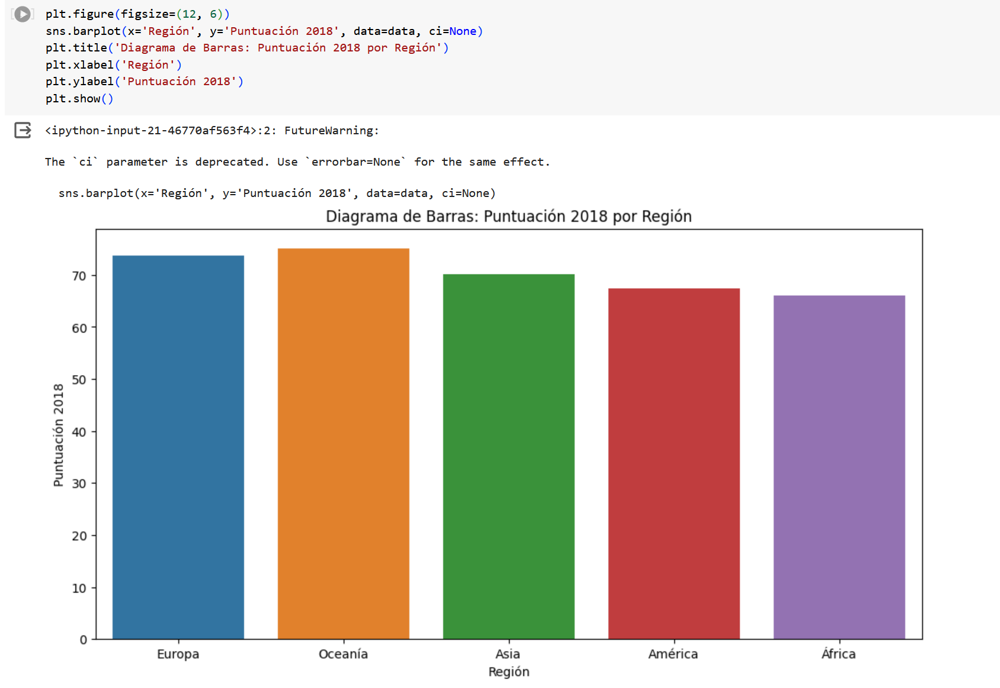 plt.figure(figsize=(12, 6))
sns.barplot(x='Región', y='Puntuación 2018', data=data, ci=None)
plt.title('Diagrama de Barras: Puntuación 2018 por Región')
plt.xlabel('Región')
plt.ylabel('Puntuación 2018')
plt.show()
<ipython-input-21-46770af563f4>:2: FutureWarning:
The `ci` parameter is deprecated. Use `errorbar=None` for the same effect.
sns.barplot(x='Región', y='Puntuación 2018', data=data, ci=None)
Diagrama de Barras: Puntuación 2018 por Región
70
60
50
40
30
20
10
0
Puntuación 2018
Europa
Oceanía
Asia
América
África
Región